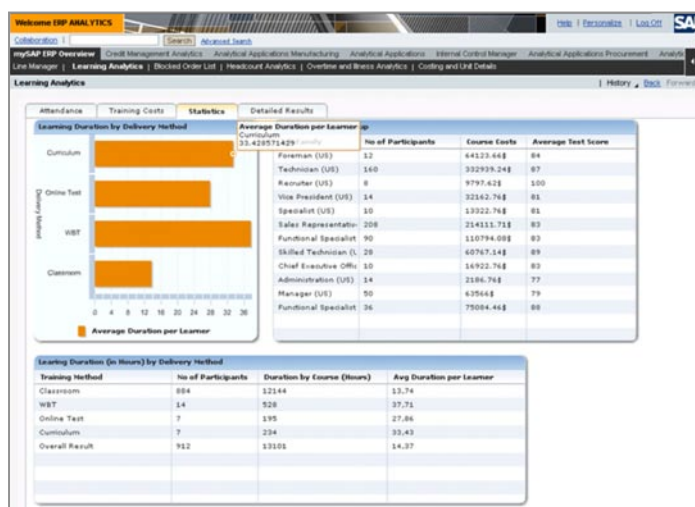 Welcome ERP ANALYTICS
Help | Personalize | Log Off
SA
Collaboration |
Search Advanced Search
mySAP ERP Overview Credit Management Analytics Analytical Applications Manufacturing Analytical Applications Internal Control Manager Analytical Applications Procurement
Line Manager | Learning Analytics | Blocked Order List | Headcount Analytics | Overtime and Illness Analytics | Costing and Unit Details
Learning Analytics
| History Back Forward
Attendance Training Costs Statistics Detailed Results
Learning Duration by Delivery Method
Average Duration per Learner
Curriculum
33.428571429
No of Participants Course Costs Average Test Score
Foreman (US) 12 64123.66$ 84
Technician (US) 160 332939.24$ 87
Recruiter (US) 8 9797.62$ 100
Vice President (US) 14 32162.76$ 81
Specialist (US) 10 13322.76$ 81
Sales Representativ 208 214111.71$ 83
Functional Specialist 90 110794.08$ 83
Skilled Technician (L 28 60767.14$ 89
Chief Executive Offic 10 16922.76$ 83
Administration (US) 14 2186.76$ 77
Manager (US) 50 63566$ 79
Functional Specialist 36 75084.46$ 88
Delivery Method
Curriculum
Online Test
WBT
Classroom
0 4 8 12 16 20 24 28 32 36
Average Duration per Learner
Learing Duration (in Hours) by Delivery Method
Training Method No of Participants Duration by Course (Hours) Avg Duration per Learner
Classroom 884 12144 13,74
WBT 14 528 37,71
Online Test 7 195 27,86
Curriculum 7 234 33,43
Overall Result 912 13101 14,37